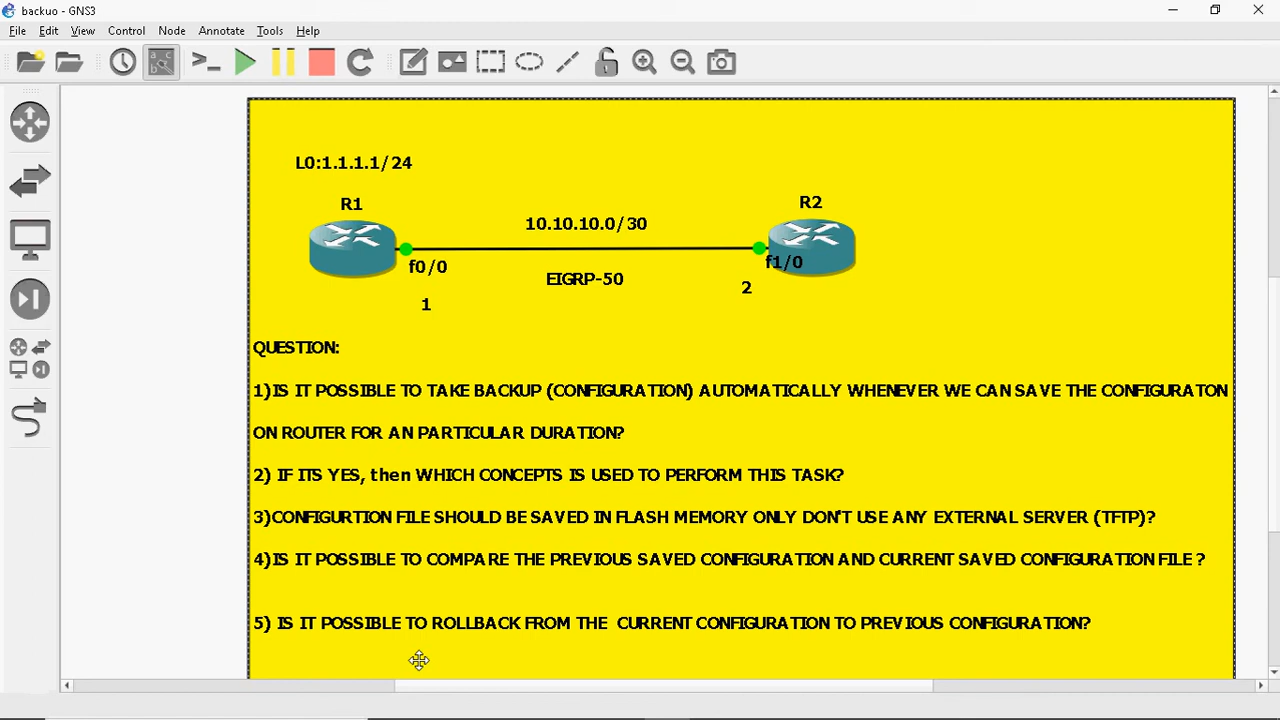 backuo - GNS3
File Edit View Control Node Annotate Tools Help
L0:1.1.1.1/24
R1
R2
10.10.10.0/30
f0/0
f1/0
EIGRP-50
1
2
QUESTION:
1)IS IT POSSIBLE TO TAKE BACKUP (CONFIGURATION) AUTOMATICALLY WHENEVER WE CAN SAVE THE CONFIGURATON
ON ROUTER FOR AN PARTICULAR DURATION?
2) IF ITS YES, then WHICH CONCEPTS IS USED TO PERFORM THIS TASK?
3)CONFIGURTION FILE SHOULD BE SAVED IN FLASH MEMORY ONLY DON'T USE ANY EXTERNAL SERVER (TFTP)?
4)IS IT POSSIBLE TO COMPARE THE PREVIOUS SAVED CONFIGURATION AND CURRENT SAVED CONFIGURATION FILE ?
5) IS IT POSSIBLE TO ROLLBACK FROM THE CURRENT CONFIGURATION TO PREVIOUS CONFIGURATION?